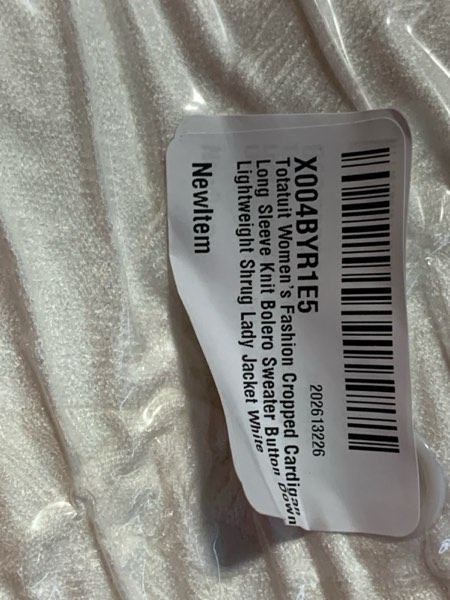 X004BYR1E5
202613226
Totatuit Women's Fashion Cropped Cardigan
Long Sleeve Knit Bolero Sweater Button Down
Lightweight Shrug Lady Jacket White
NewItem